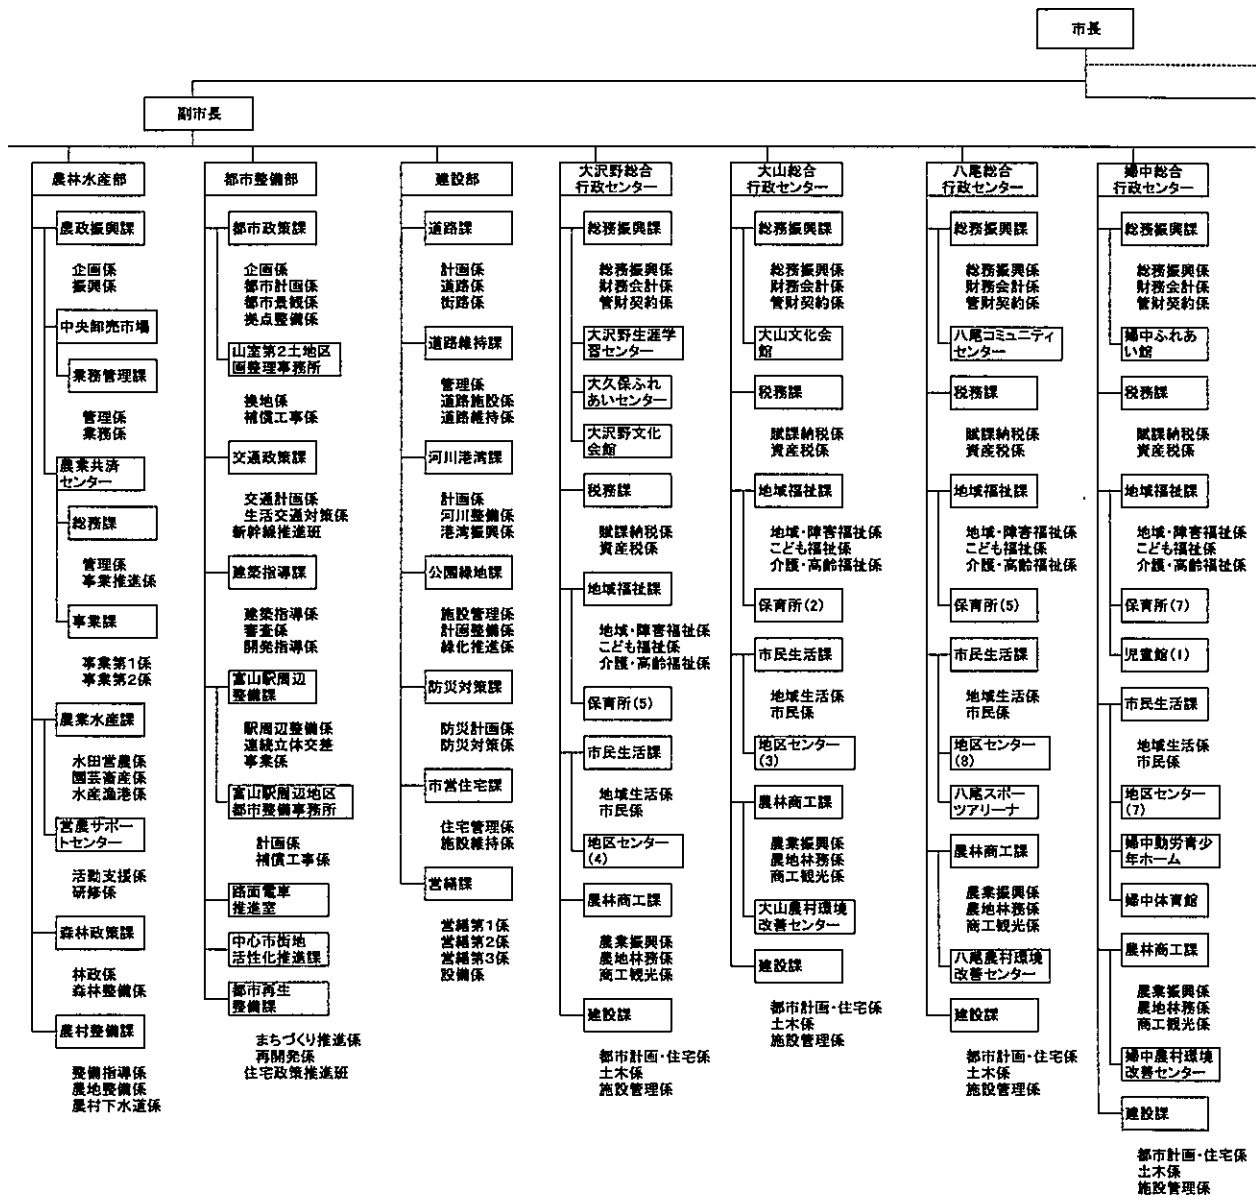 市長
副市長
農林水産部
農政振興課
企画係
振興係
中央卸売市場
業務管理課
管理係
業務係
農業共済
センター
総務課
管理係
事業推進係
事業課
事業第1係
事業第2係
農業水産課
水田営農係
園芸畜産係
水産漁港係
営農サポー
トセンター
活動支援係
研修係
森林政策課
林政係
森林整備係
農村整備課
整備指導係
農地整備係
農村下水道係
都市整備部
都市政策課
企画係
都市計画係
都市景観係
拠点整備係
山室第2土地区
画整理事務所
換地係
補償工事係
交通政策課
交通計画係
生活交通対策係
新幹線推進班
建築指導課
建築指導係
審査係
開発指導係
富山駅周辺
整備課
駅周辺整備係
連続立体交差
事業係
富山駅周辺地区
都市整備事務所
計画係
補償工事係
路面電車
推進室
中心市街地
活性化推進課
都市再生
整備課
まちづくり推進係
再開発係
住宅政策推進班
建設部
道路課
計画係
道路係
街路係
道路維持課
管理係
道路施設係
道路維持係
河川港湾課
計画係
河川整備係
港湾振興係
公園緑地課
施設管理係
計画整備係
緑化推進係
防災対策課
防災計画係
防災対策係
市営住宅課
住宅管理係
施設維持係
営繕課
営繕第1係
営繕第2係
営繕第3係
設備係
大沢野総合
行政センター
総務振興課
総務振興係
財務会計係
管財契約係
大沢野生涯学
習センター
大久保ふれ
あいセンター
大沢野文化
会館
税務課
賦課納税係
資産税係
地域福祉課
地域・障害福祉係
こども福祉係
介護・高齢福祉係
保育所(5)
市民生活課
地域生活係
市民係
地区センター
(4)
農林商工課
農業振興係
農地林務係
商工観光係
建設課
都市計画・住宅係
土木係
施設管理係
大山総合
行政センター
総務振興課
総務振興係
財務会計係
管財契約係
大山文化会
館
税務課
賦課納税係
資産税係
地域福祉課
地域・障害福祉係
こども福祉係
介護・高齢福祉係
保育所(2)
市民生活課
地域生活係
市民係
地区センター
(3)
農林商工課
農業振興係
農地林務係
商工観光係
大山農村環境
改善センター
建設課
都市計画・住宅係
土木係
施設管理係
八尾総合
行政センター
総務振興課
総務振興係
財務会計係
管財契約係
八尾コミュニティ
センター
税務課
賦課納税係
資産税係
地域福祉課
地域・障害福祉係
こども福祉係
介護・高齢福祉係
保育所(5)
市民生活課
地域生活係
市民係
地区センター
(8)
八尾スポー
ツアリーナ
農林商工課
農業振興係
農地林務係
商工観光係
八尾農村環境
改善センター
建設課
都市計画・住宅係
土木係
施設管理係
婦中総合
行政センター
総務振興課
総務振興係
財務会計係
管財契約係
婦中ふれあ
い館
税務課
賦課納税係
資産税係
地域福祉課
地域・障害福祉係
こども福祉係
介護・高齢福祉係
保育所(7)
児童館(1)
市民生活課
地域生活係
市民係
地区センター
(7)
婦中勤労青少
年ホーム
婦中体育館
農林商工課
農業振興係
農地林務係
商工観光係
婦中農村環境
改善センター
建設課
都市計画・住宅係
土木係
施設管理係